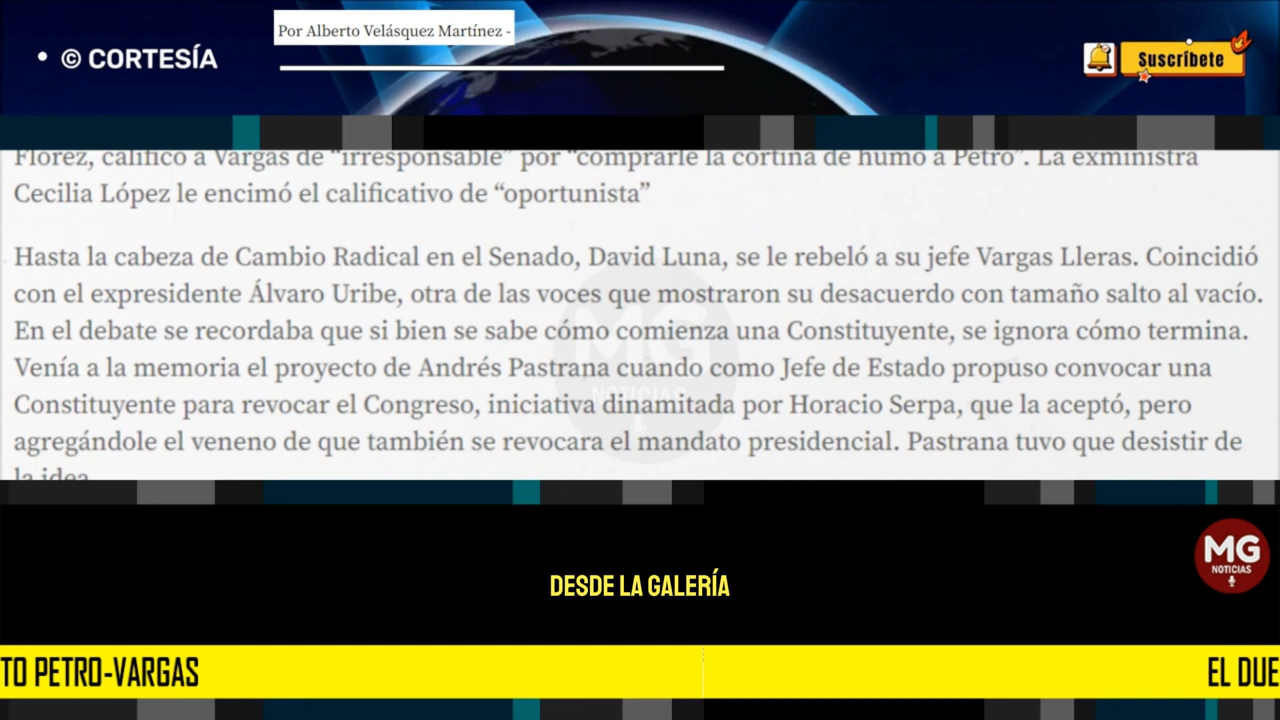 © CORTESÍA
Por Alberto Velásquez Martínez -
Suscríbete
Flórez, calificó a Vargas de “irresponsable” por “comprarle la cortina de humo a Petro”. La exministra
Cecilia López le encimó el calificativo de “oportunista”
Hasta la cabeza de Cambio Radical en el Senado, David Luna, se le rebeló a su jefe Vargas Lleras. Coincidió
con el expresidente Álvaro Uribe, otra de las voces que mostraron su desacuerdo con tamaño salto al vacío.
En el debate se recordaba que si bien se sabe cómo comienza una Constituyente, se ignora cómo termina.
Venía a la memoria el proyecto de Andrés Pastrana cuando como Jefe de Estado propuso convocar una
Constituyente para revocar el Congreso, iniciativa dinamitada por Horacio Serpa, que la aceptó, pero
agregándole el veneno de que también se revocara el mandato presidencial. Pastrana tuvo que desistir de
la idea
MG
NOTICIAS
DESDE LA GALERÍA
MG
NOTICIAS
TO PETRO-VARGAS
EL DUE